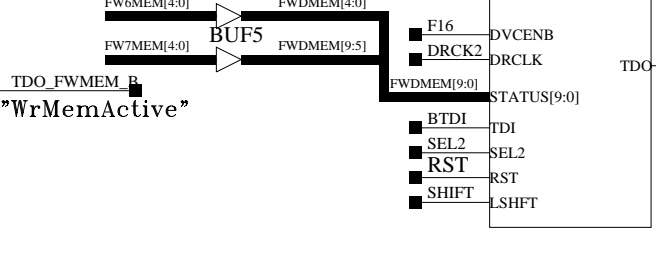 FW6MEM[4:0]
FWDMEM[4:0]
BUF5
FW7MEM[4:0]
FWDMEM[9:5]
TDO_FWMEM_B
"WrMemActive"
FWDMEM[9:0]
F16
DVCENB
DRCK2
DRCLK
TDO
STATUS[9:0]
BTDI
TDI
SEL2
SEL2
RST
RST
SHIFT
LSHFT